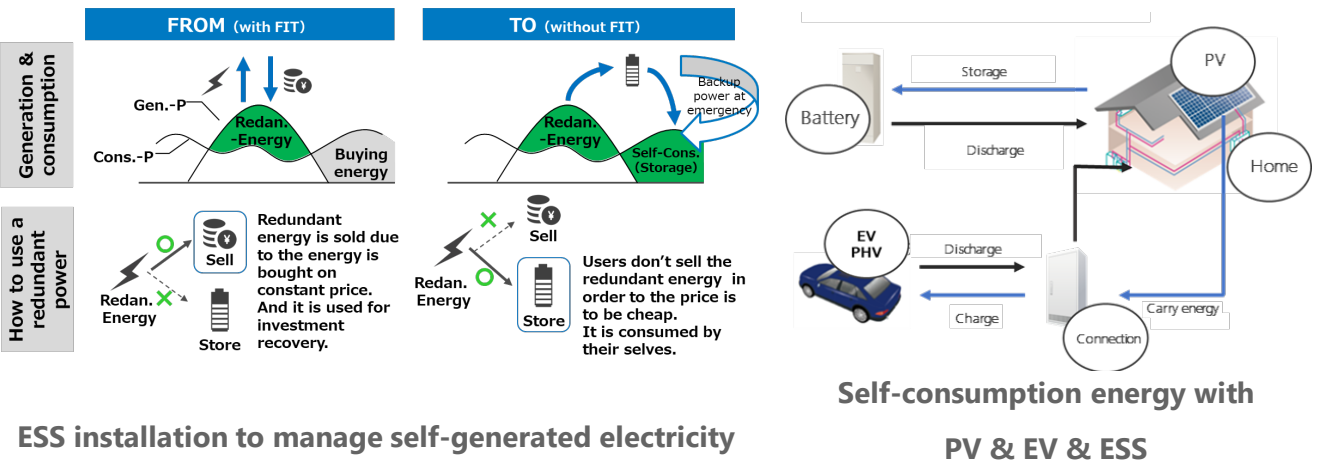 FROM (with FIT)
TO (without FIT)
Generation &
consumption
Gen.-P
Cons.-P
Redan.
-Energy
Buying
energy
¥
Redan.
-Energy
Self-Cons.
(Storage)
Backup
power at
emergency
How to use a
redundant
power
Redan.
Energy
¥
Sell
Store
Redundant
energy is sold due
to the energy is
bought on
constant price.
And it is used for
investment
recovery.
Redan.
Energy
¥
Sell
Store
Users don’t sell the
redundant energy in
order to the price is
to be cheap.
It is consumed by
their selves.
ESS installation to manage self-generated electricity
Battery
Storage
Discharge
PV
Home
EV
PHV
Discharge
Charge
Carry energy
Connection
Self-consumption energy with
PV & EV & ESS